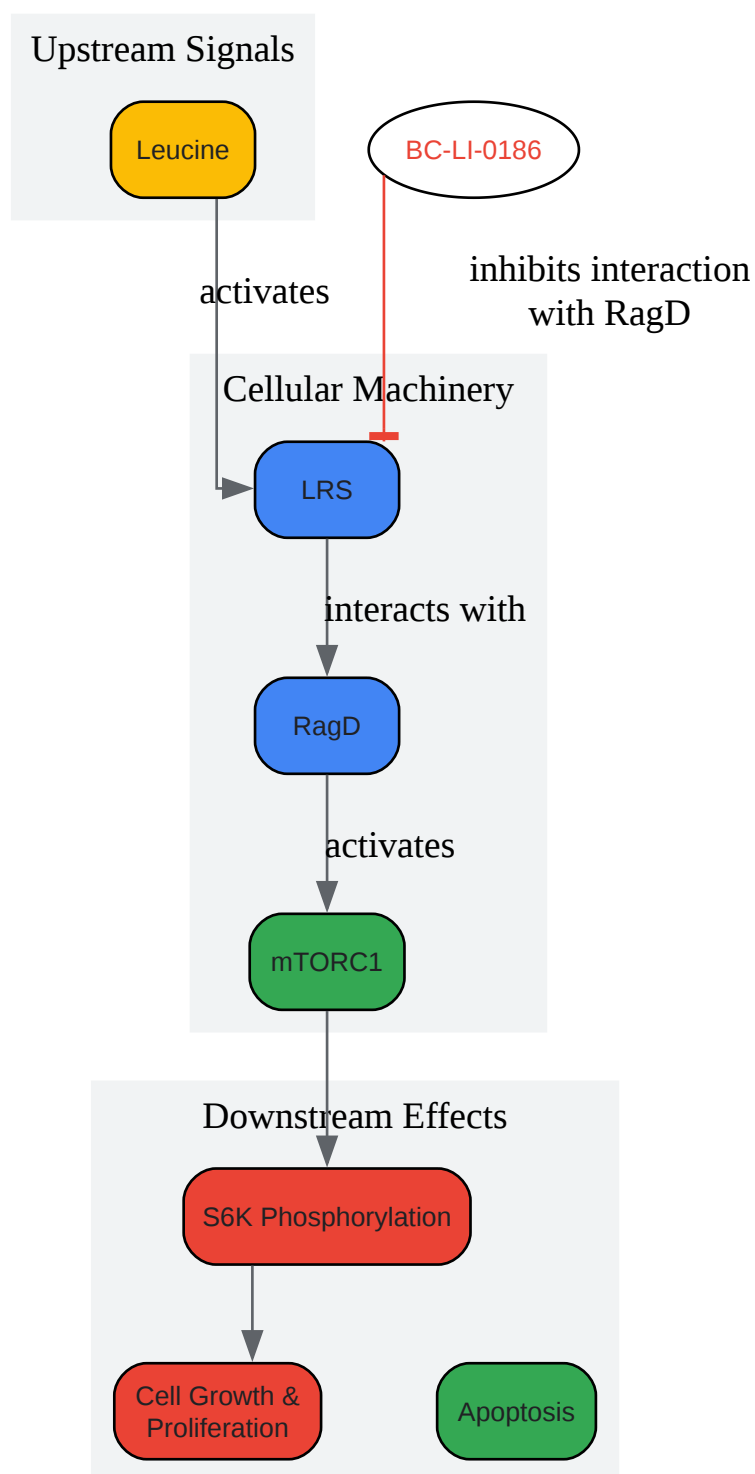 Upstream Signals
Leucine
BC-LI-0186
activates
inhibits interaction
with RagD
Cellular Machinery
LRS
interacts with
RagD
activates
mTORC1
Downstream Effects
S6K Phosphorylation
Cell Growth &
Proliferation
Apoptosis